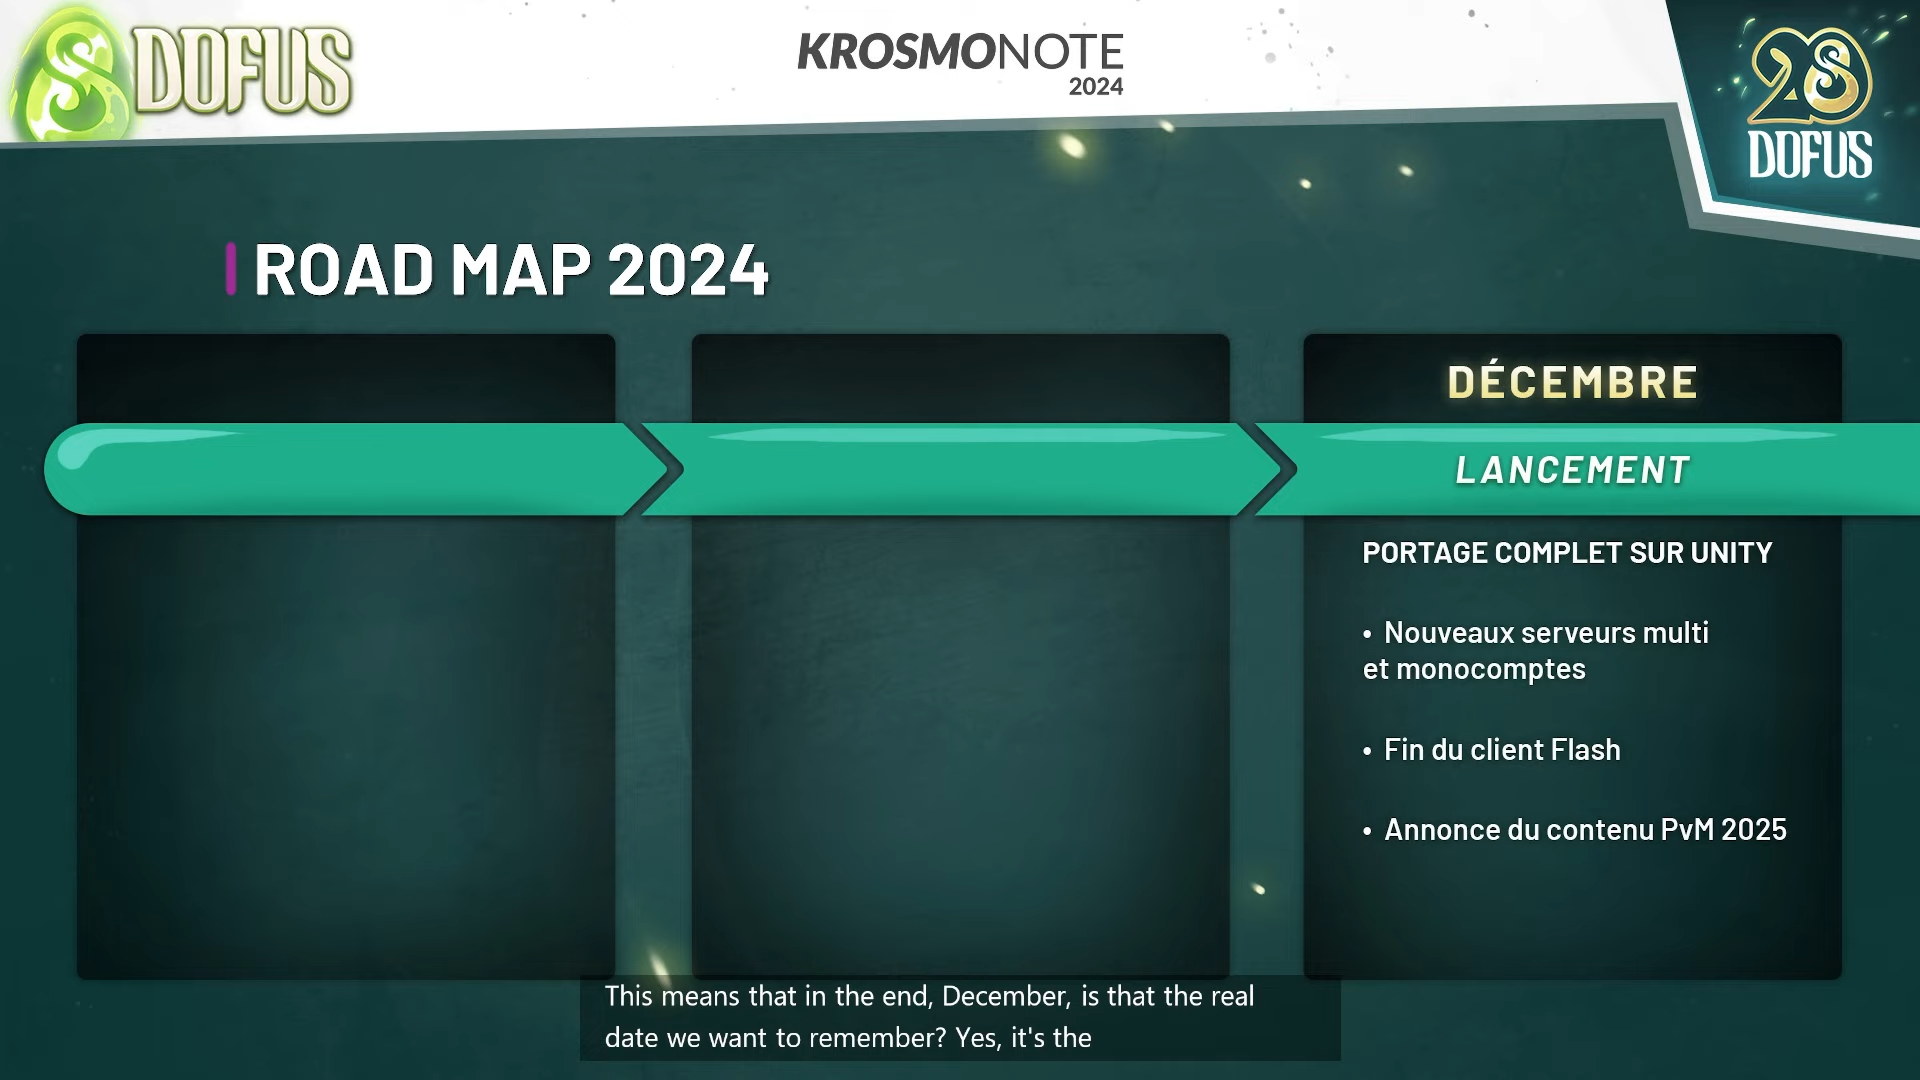 DOFUS
KROSMONOTE
2024
20
DOFUS
ROAD MAP 2024
DÉCEMBRE
LANCEMENT
PORTAGE COMPLET SUR UNITY
• Nouveaux serveurs multi
et monocomptes
• Fin du client Flash
• Annonce du contenu PvM 2025
This means that in the end, December, is that the real
date we want to remember? Yes, it's the